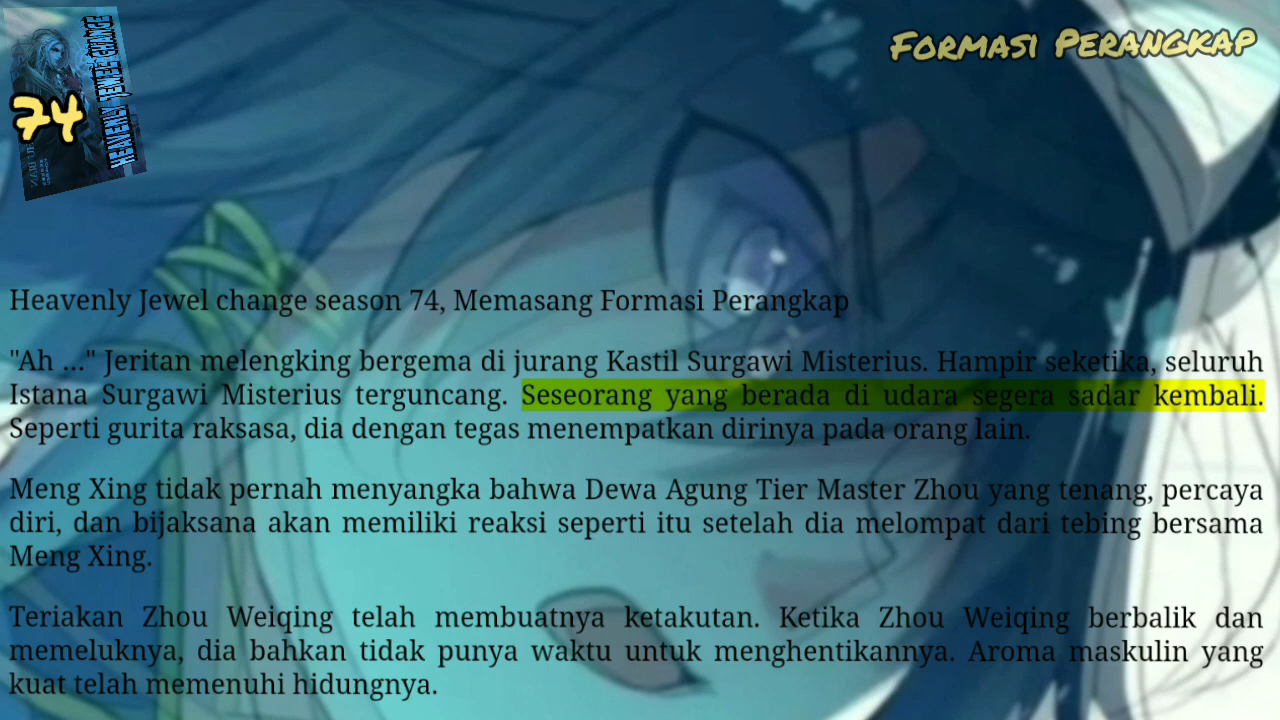 HEAVENLY JEWEL CHANGE
74
Formasi Perangkap
Heavenly Jewel change season 74, Memasang Formasi Perangkap
"Ah ..." Jeritan melengking bergema di jurang Kastil Surgawi Misterius. Hampir seketika, seluruh
Istana Surgawi Misterius terguncang. Seseorang yang berada di udara segera sadar kembali.
Seperti gurita raksasa, dia dengan tegas menempatkan dirinya pada orang lain.
Meng Xing tidak pernah menyangka bahwa Dewa Agung Tier Master Zhou yang tenang, percaya
diri, dan bijaksana akan memiliki reaksi seperti itu setelah dia melompat dari tebing bersama
Meng Xing.
Teriakan Zhou Weiqing telah membuatnya ketakutan. Ketika Zhou Weiqing berbalik dan
memeluknya, dia bahkan tidak punya waktu untuk menghentikannya. Aroma maskulin yang
kuat telah memenuhi hidungnya.